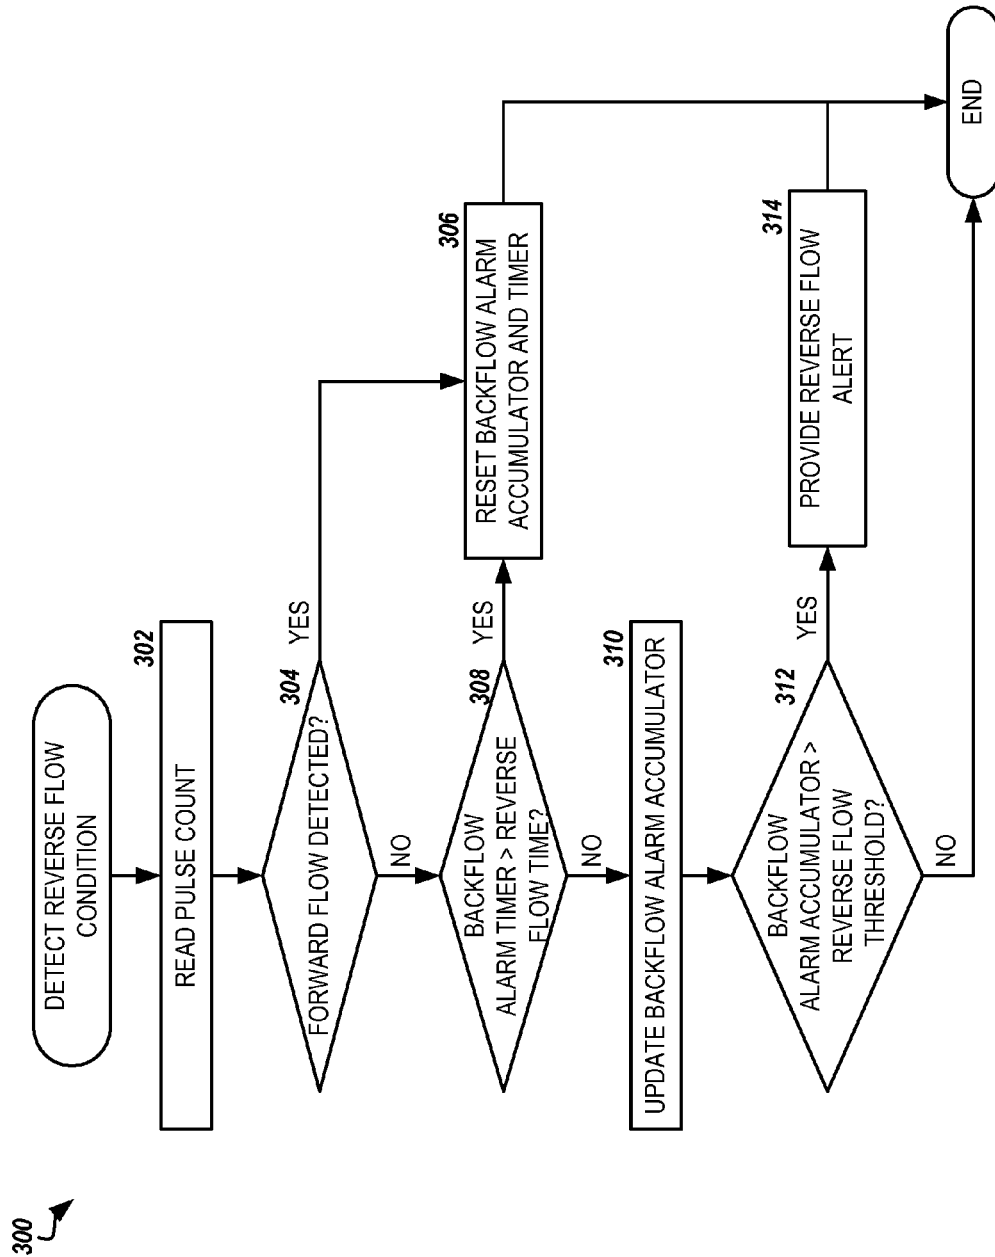 300
DETECT REVERSE FLOW
CONDITION
302
READ PULSE COUNT
304
FORWARD FLOW DETECTED?
YES
NO
306
RESET BACKFLOW ALARM
ACCUMULATOR AND TIMER
308
BACKFLOW
ALARM TIMER > REVERSE
FLOW TIME?
YES
NO
310
UPDATE BACKFLOW ALARM ACCUMULATOR
312
BACKFLOW
ALARM ACCUMULATOR >
REVERSE FLOW
THRESHOLD?
YES
NO
314
PROVIDE REVERSE FLOW
ALERT
END